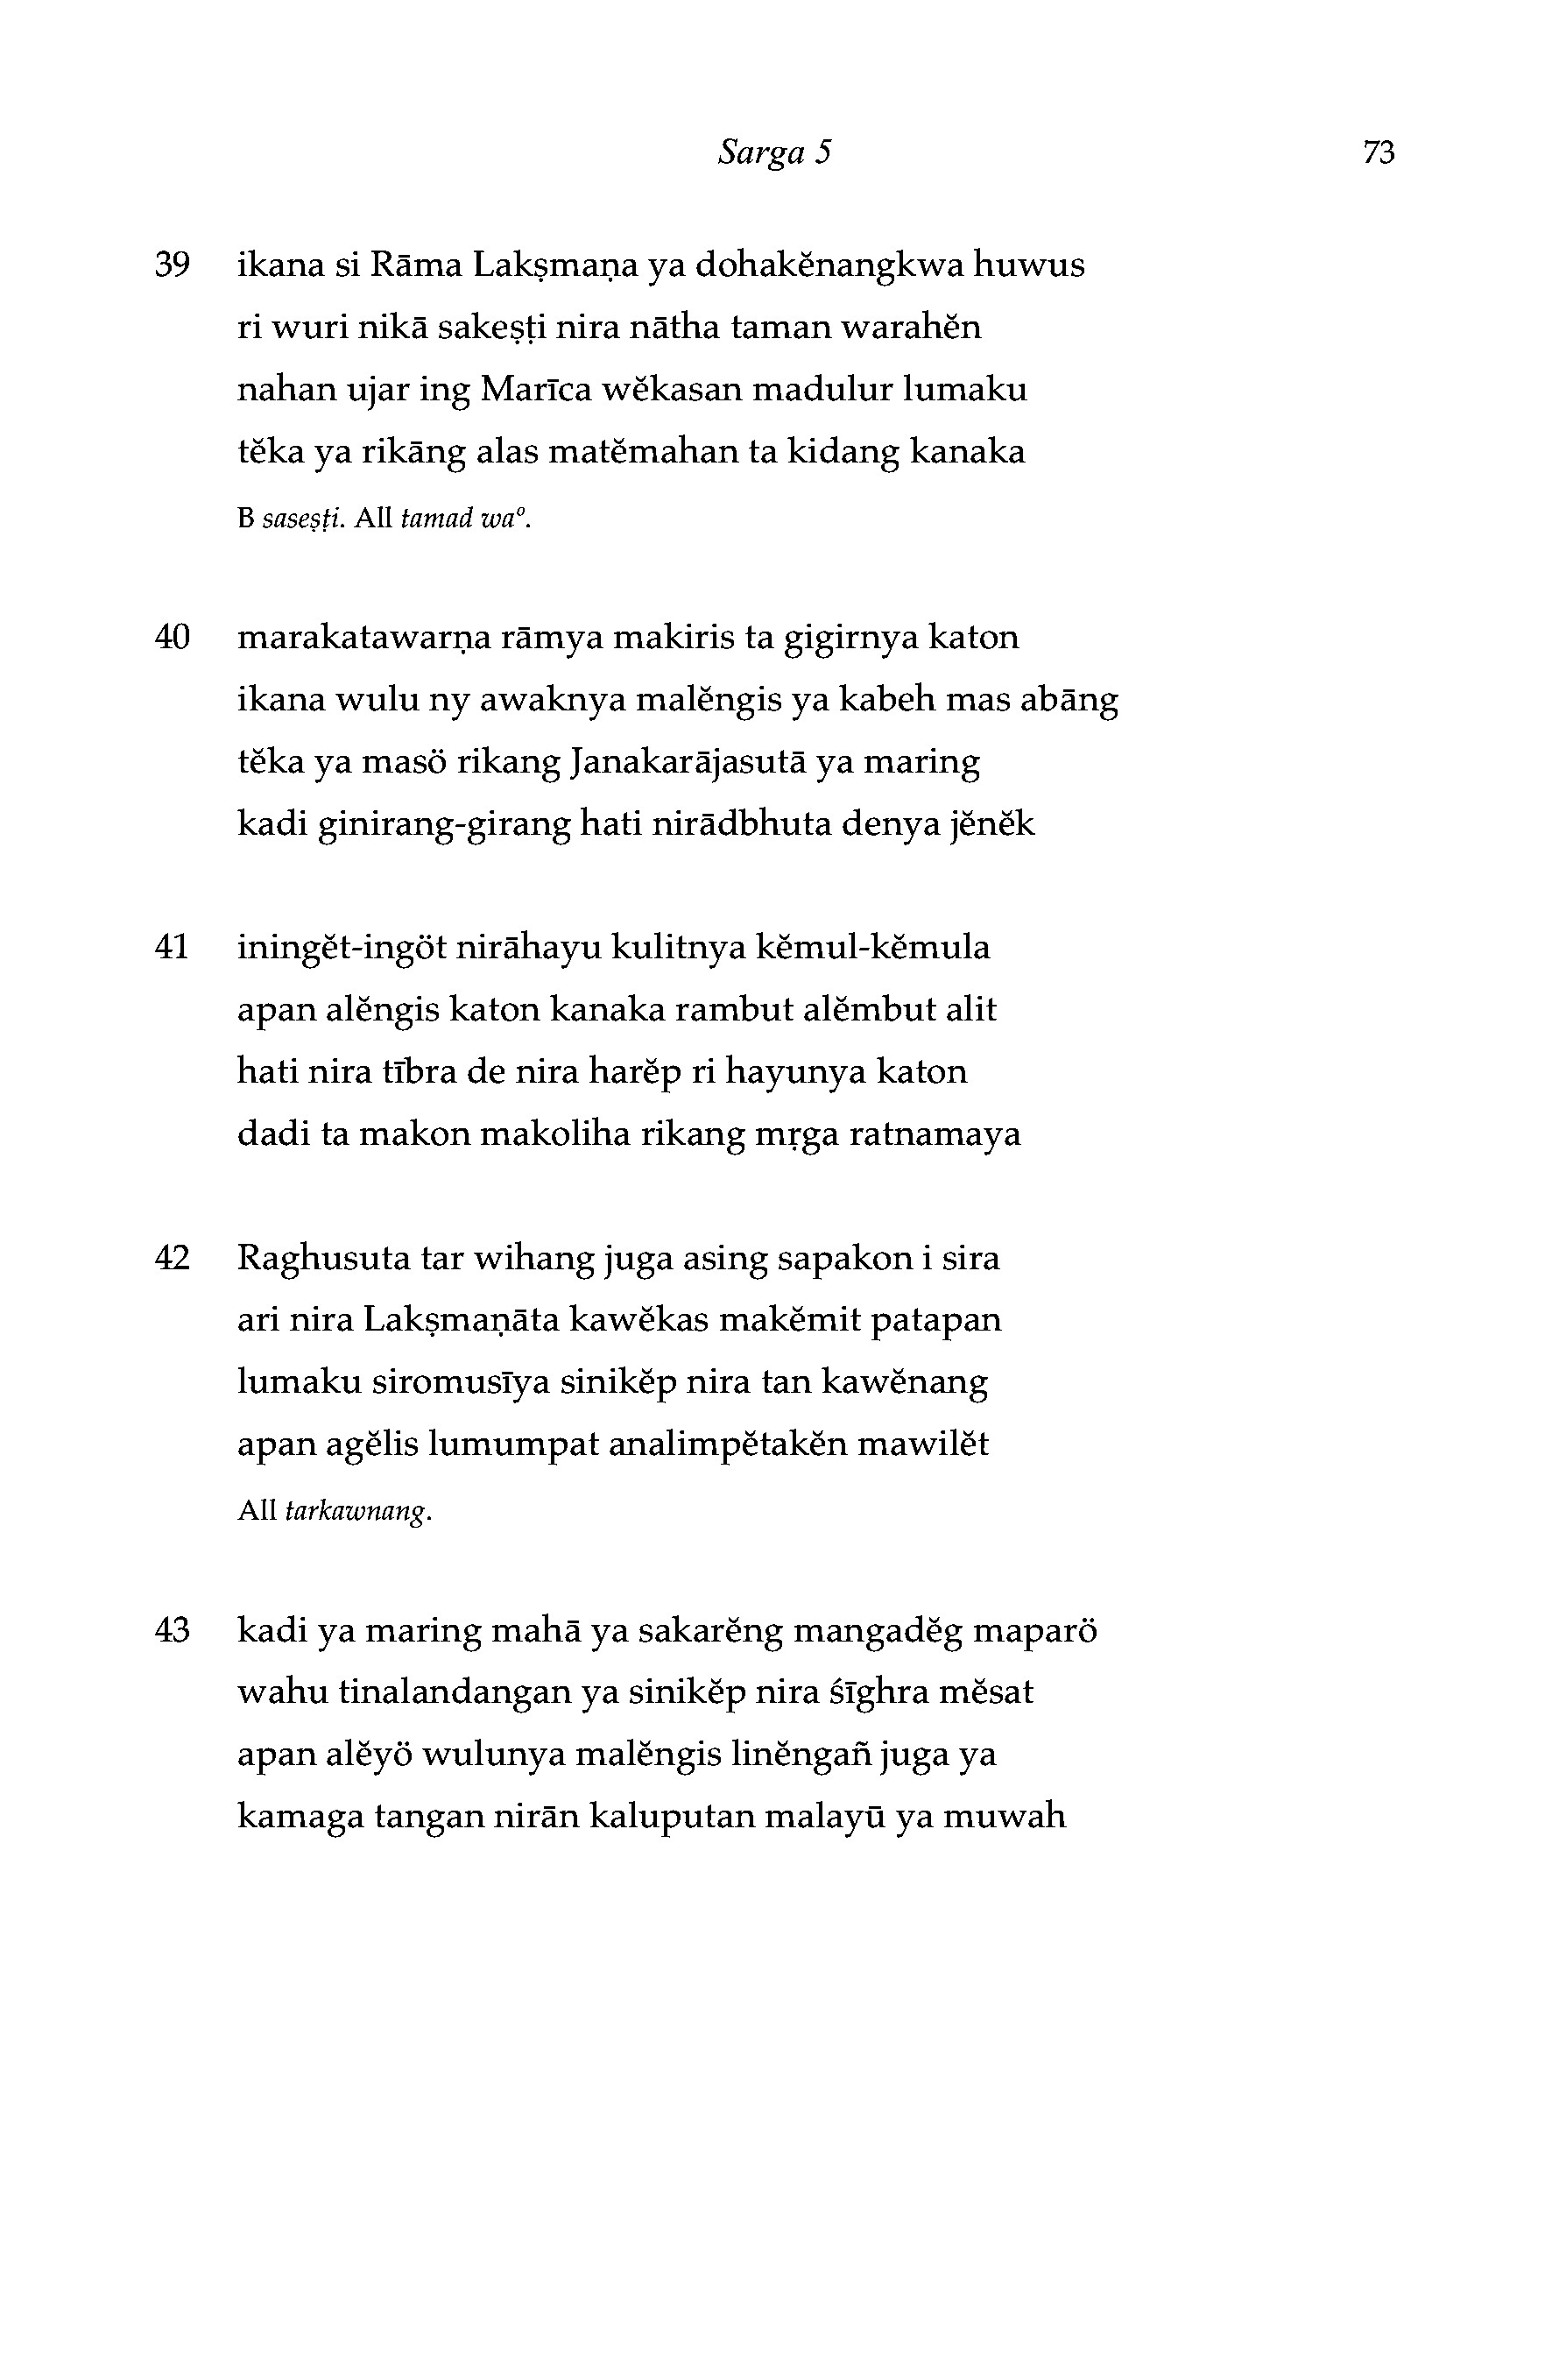 Sarga 5 73
39 ikana si Rāma Lakṣmaṇa ya dohakĕnangkwa huwus
ri wuri nikā sakeṣṭi nira nātha taman warahĕn
nahan ujar ing Marīca wĕkasan madulur lumaku
tĕka ya rikāng alas matĕmahan ta kidang kanaka
B saseṣṭi. All tamad wa°.
40 marakatawarṇa rāmya makiris ta gigirnya katon
ikana wulu ny awaknya malĕngis ya kabeh mas abāng
tĕka ya masö rikang Janakarājasutā ya maring
kadi ginirang-girang hati nirādbhuta denya jĕnĕk
41 iningĕt-ingöt nirāhayu kulitnya kĕmul-kĕmula
apan alĕngis katon kanaka rambut alĕmbut alit
hati nira tībra de nira harĕp ri hayunya katon
dadi ta makon makoliha rikang mṛga ratnamaya
42 Raghusuta tar wihang juga asing sapakon i sira
ari nira Lakṣmaṇāta kawĕkas makĕmit patapan
lumaku siromusīya sinikĕp nira tan kawĕnang
apan agĕlis lumumpat analimpĕtakĕn mawilĕt
All tarkawnang.
43 kadi ya maring mahā ya sakarĕng mangadĕg maparö
wahu tinalandangan ya sinikĕp nira śīghra mĕsat
apan alĕyö wulunya malĕngis linĕngañ juga ya
kamaga tangan nirān kaluputan malayū ya muwah